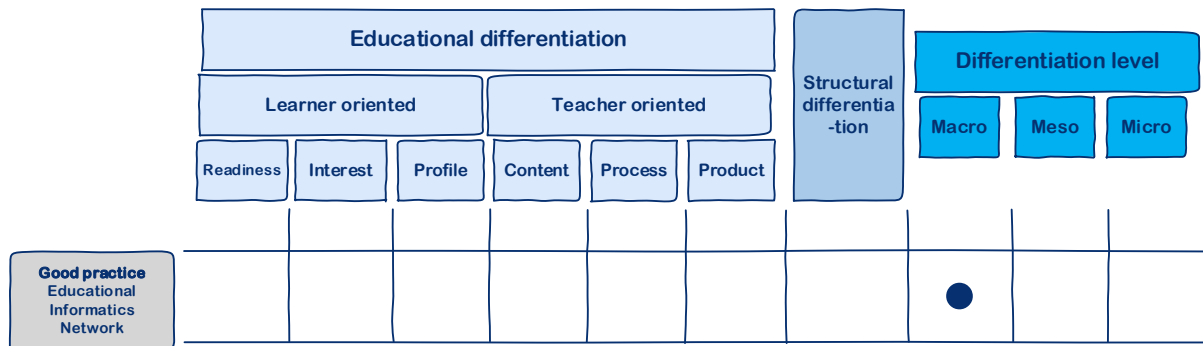 Educational differentiation
Structural
differentia
-tion
Differentiation level
Learner oriented
Teacher oriented
Macro
Meso
Micro
Readiness
Interest
Profile
Content
Process
Product
Good practice
Educational
Informatics
Network